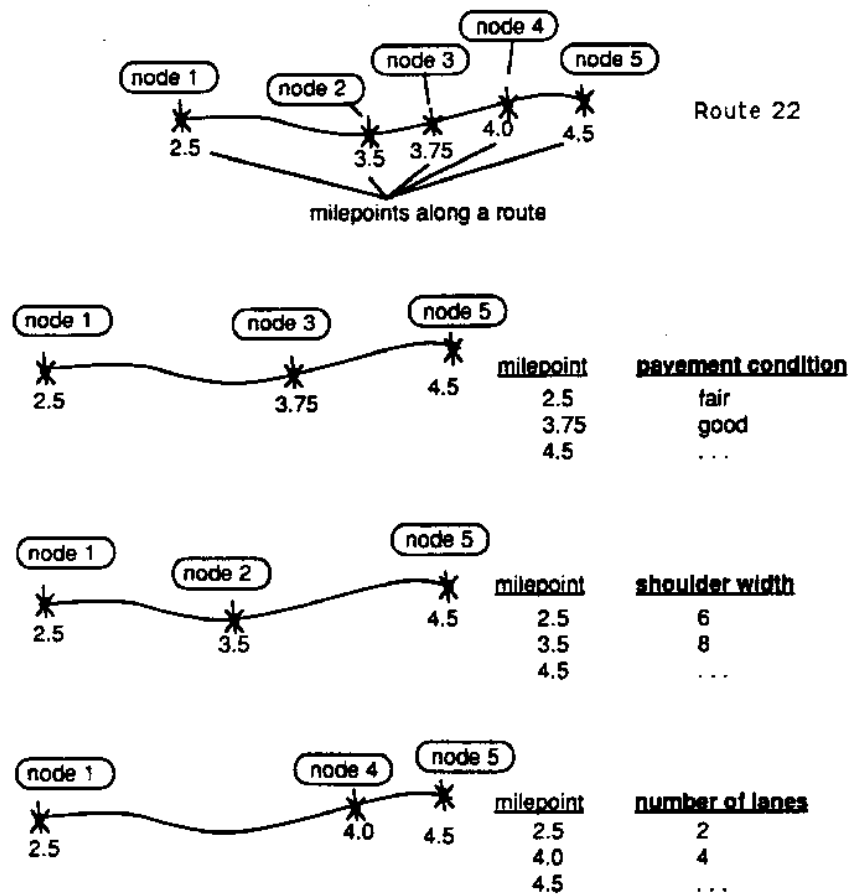 node 4
node 3
node 5
node 1
node 2
Route 22
2.5
3.5
3.75
4.0
4.5
milepoints along a route
node 5
node 1
node 3
2.5
3.75
4.5
milepoint pavement condition
2.5 fair
3.75 good
4.5 . . .
node 5
node 1
node 2
2.5
3.5
4.5
milepoint shoulder width
2.5 6
3.5 8
4.5 . . .
node 5
node 1
node 4
2.5
4.0
4.5
milepoint number of lanes
2.5 2
4.0 4
4.5 . . .